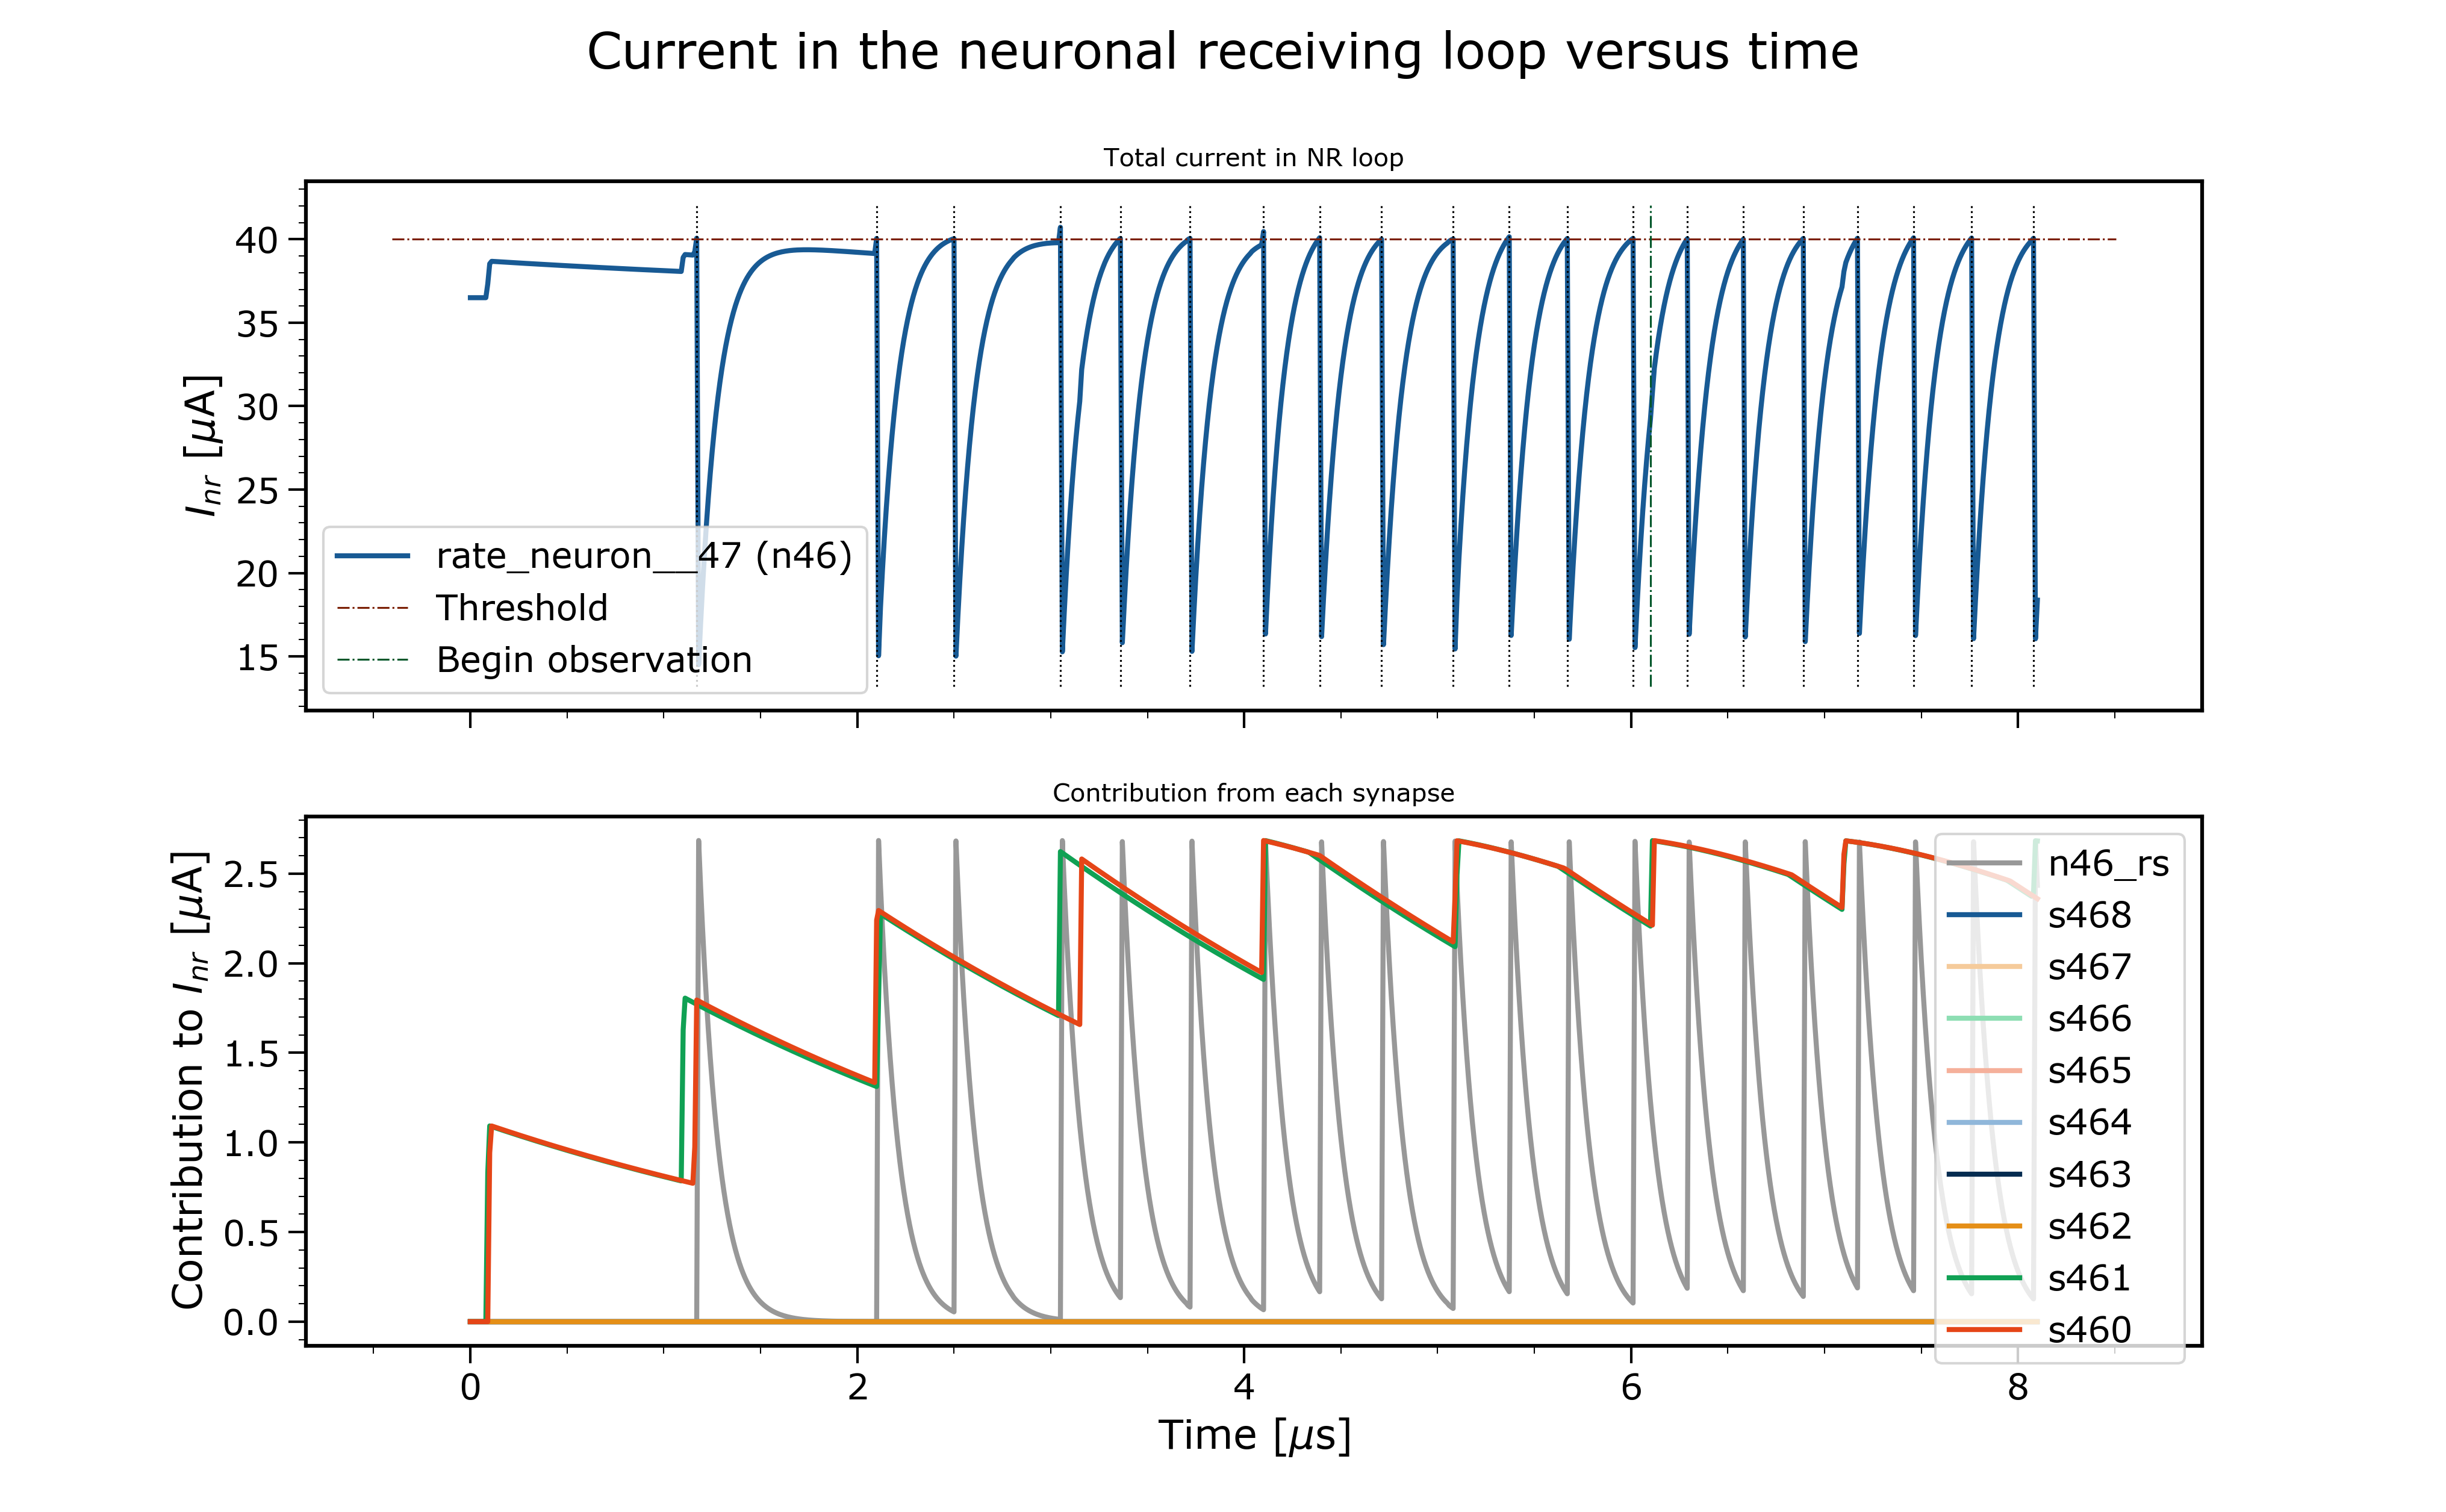 Current in the neuronal receiving loop versus time
Total current in NR loop
40
35
30
25
20
15
I_nr [μA]
rate_neuron__47 (n46)
Threshold
Begin observation
Contribution from each synapse
2.5
2.0
1.5
1.0
0.5
0.0
Contribution to I_nr [μA]
n46_rs
s468
s467
s466
s465
s464
s463
s462
s461
s460
0 2 4 6 8
Time [μs]